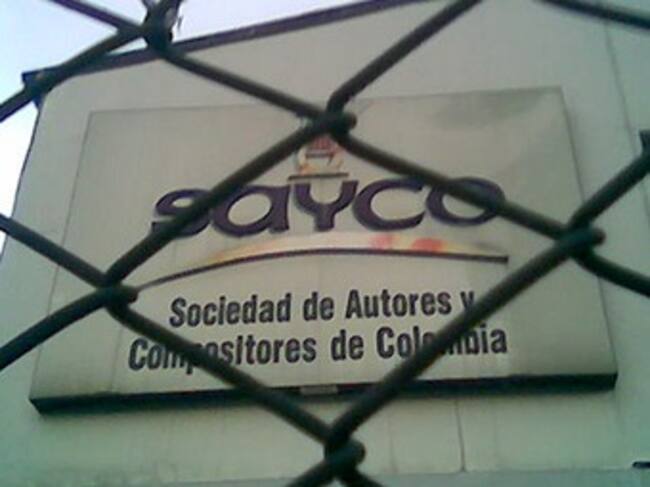 sayco
Sociedad de Autores y
Compositores de Colombia